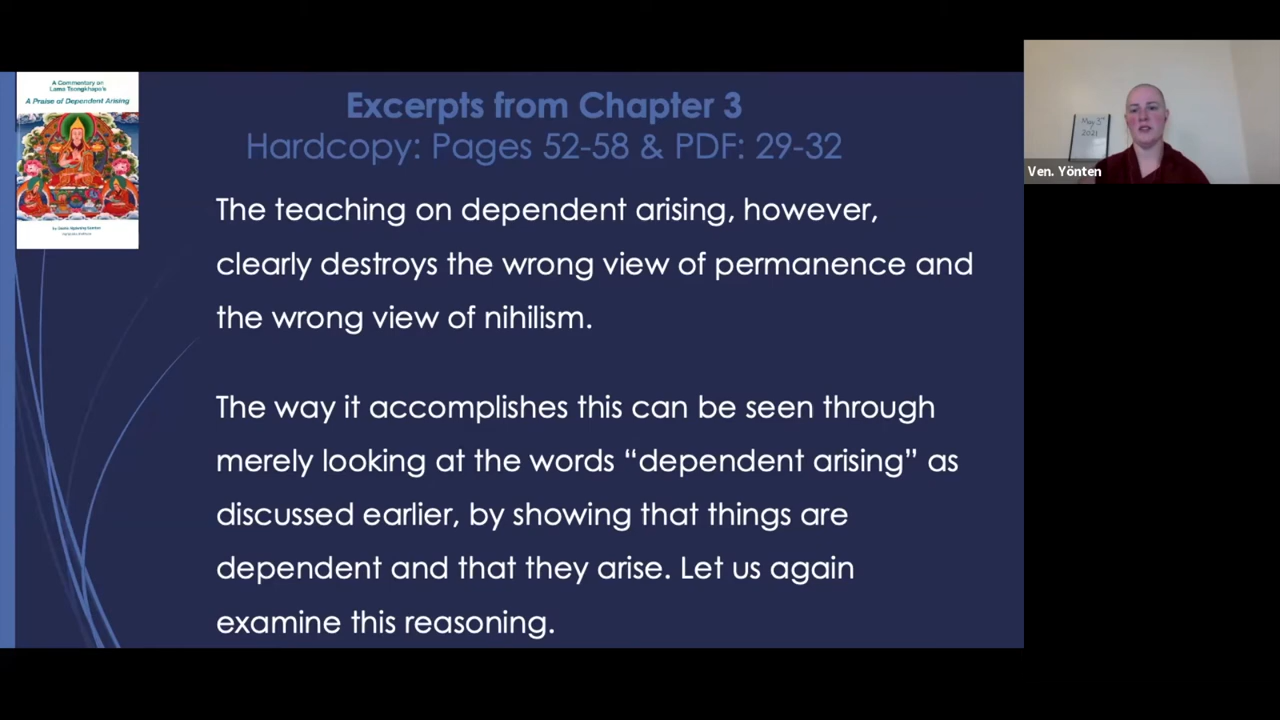 A Commentary on
Lama Tsongkhapa's
A Praise of Dependent Arising
Excerpts from Chapter 3
Hardcopy: Pages 52-58 & PDF: 29-32
The teaching on dependent arising, however,
clearly destroys the wrong view of permanence and
the wrong view of nihilism.
The way it accomplishes this can be seen through
merely looking at the words “dependent arising” as
discussed earlier, by showing that things are
dependent and that they arise. Let us again
examine this reasoning.
May 3rd
2021
Ven. Yönten